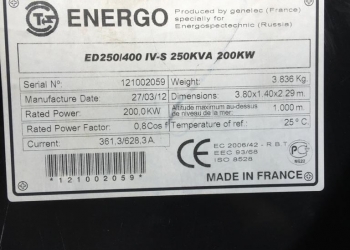 ENERGO
Produced by genelec (France)
specially for
Energospectechnic (Russia)
ED250/400 IV-S 250KVA 200KW
Serial Nº: 121002059 Weight: 3.836 Kg
Manufacture Date: 27/03/12 Dimensions: 3.80x1.40x2.29 m.
Rated Power: 200,0KW Altitude maximum au-dessus de niveau de la mer: 1.000 m.
Rated Power Factor: 0,8Cos f Temperature of ref.: 25° C.
Current: 361,3/628,3A
CE
EC 2006/42 - R.B.T.
EEC 93/68
ISO 8528
*121002059*
MADE IN FRANCE